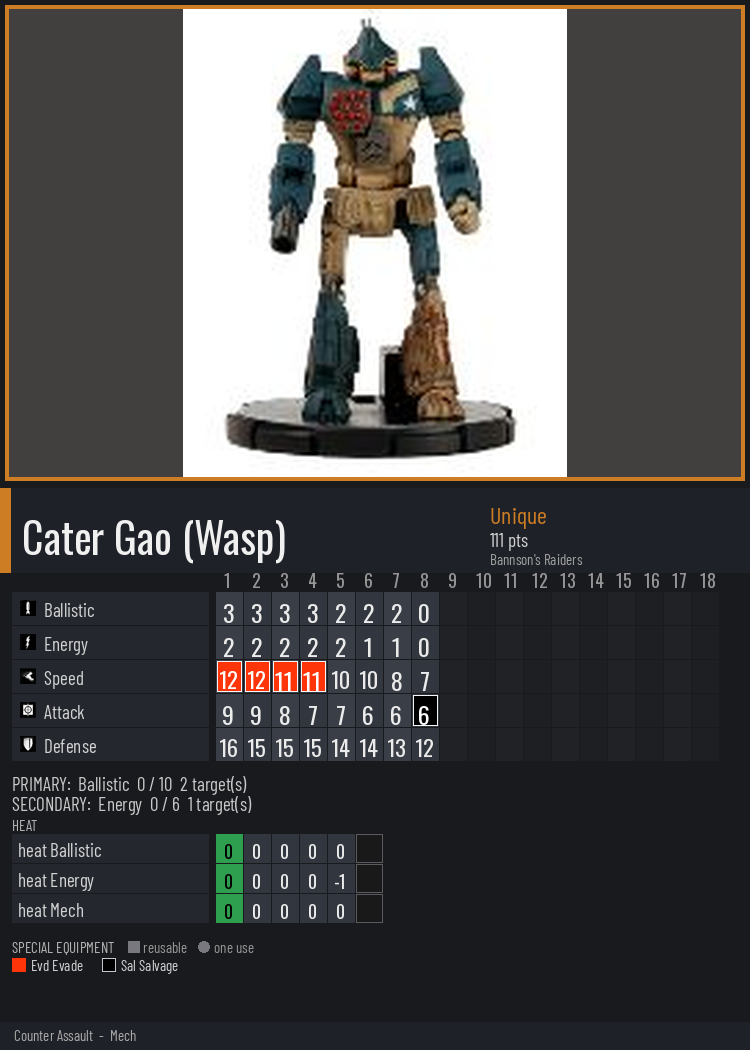 Cater Gao (Wasp)
Unique
111 pts
Bannson's Raiders
1 2 3 4 5 6 7 8 9 10 11 12 13 14 15 16 17 18
Ballistic 3 3 3 3 2 2 2 0
Energy 2 2 2 2 2 1 1 0
Speed 12 12 11 11 10 10 8 7
Attack 9 9 8 7 7 6 6 6
Defense 16 15 15 15 14 14 13 12
PRIMARY: Ballistic 0 / 10 2 target(s)
SECONDARY: Energy 0 / 6 1 target(s)
HEAT
heat Ballistic 0 0 0 0 0
heat Energy 0 0 0 0 -1
heat Mech 0 0 0 0 0
SPECIAL EQUIPMENT reusable one use
Evd Evade Sal Salvage
Counter Assault - Mech